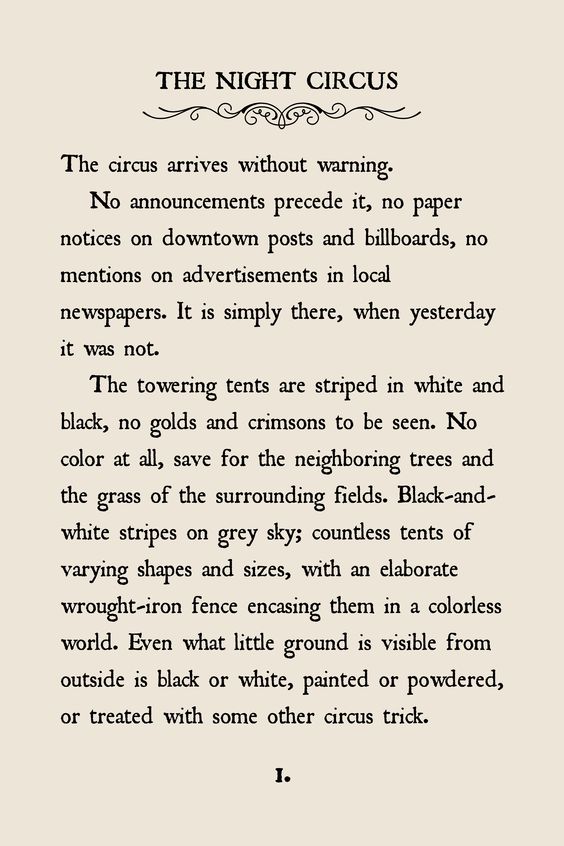 THE NIGHT CIRCUS
The circus arrives without warning.
No announcements precede it, no paper
notices on downtown posts and billboards, no
mentions on advertisements in local
newspapers. It is simply there, when yesterday
it was not.
The towering tents are striped in white and
black, no golds and crimsons to be seen. No
color at all, save for the neighboring trees and
the grass of the surrounding fields. Black-and-
white stripes on grey sky; countless tents of
varying shapes and sizes, with an elaborate
wrought-iron fence encasing them in a colorless
world. Even what little ground is visible from
outside is black or white, painted or powdered,
or treated with some other circus trick.
1.